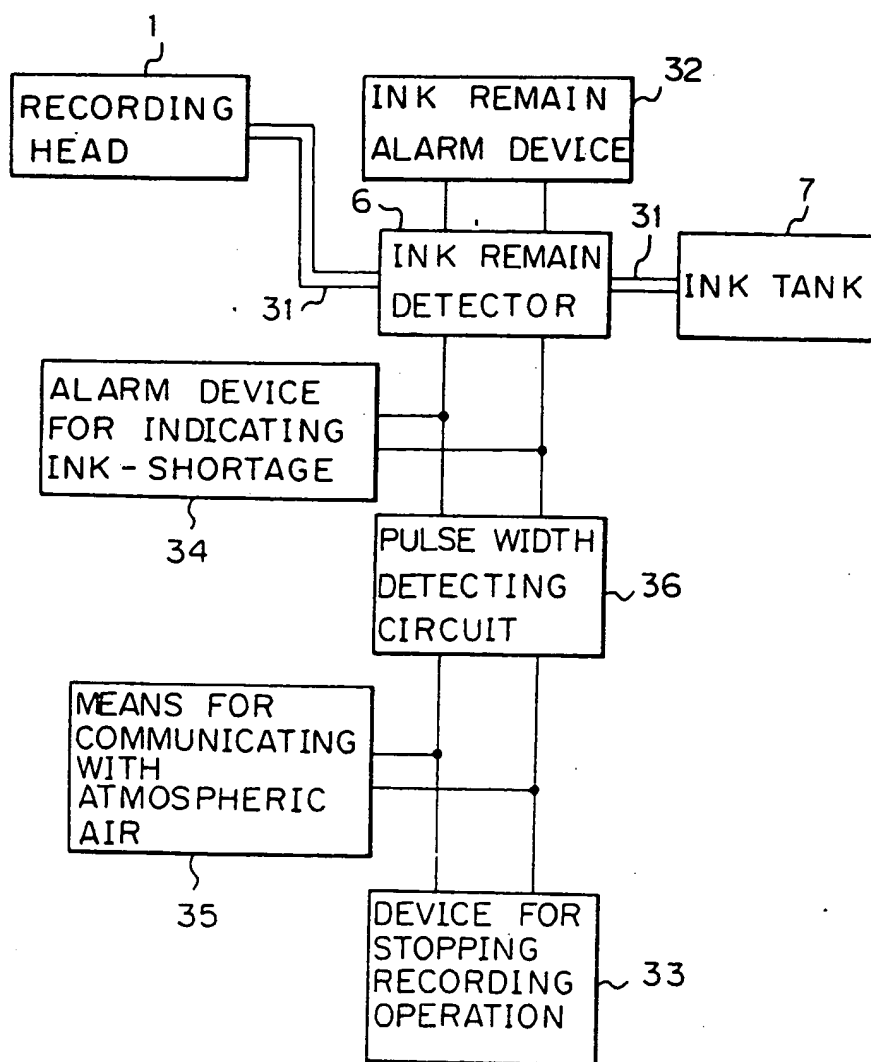 1
RECORDING
HEAD
INK REMAIN
ALARM DEVICE
32
6
INK REMAIN
DETECTOR
31
31
7
INK TANK
ALARM DEVICE
FOR INDICATING
INK-SHORTAGE
34
PULSE WIDTH
DETECTING
CIRCUIT
36
MEANS FOR
COMMUNICATING
WITH
ATMOSPHERIC
AIR
35
DEVICE FOR
STOPPING
RECORDING
OPERATION
33